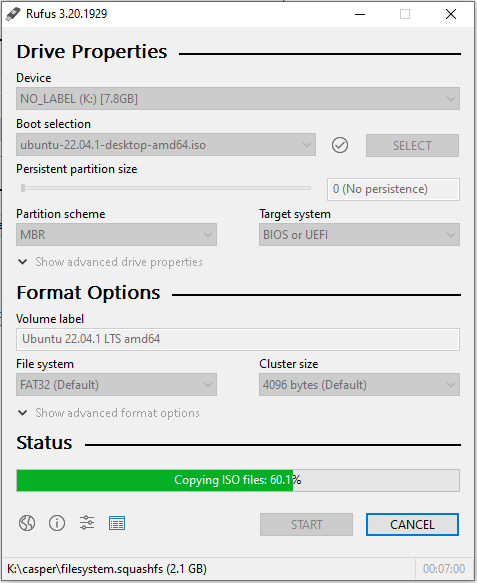 Rufus 3.20.1929
Drive Properties
Device
NO_LABEL (K:) [7.8GB]
Boot selection
ubuntu-22.04.1-desktop-amd64.iso
SELECT
Persistent partition size
0 (No persistence)
Partition scheme
Target system
MBR
BIOS or UEFI
Show advanced drive properties
Format Options
Volume label
Ubuntu 22.04.1 LTS amd64
File system
Cluster size
FAT32 (Default)
4096 bytes (Default)
Show advanced format options
Status
Copying ISO files: 60.1%
START
CANCEL
K:\casper\filesystem.squashfs (2.1 GB)
00:07:00